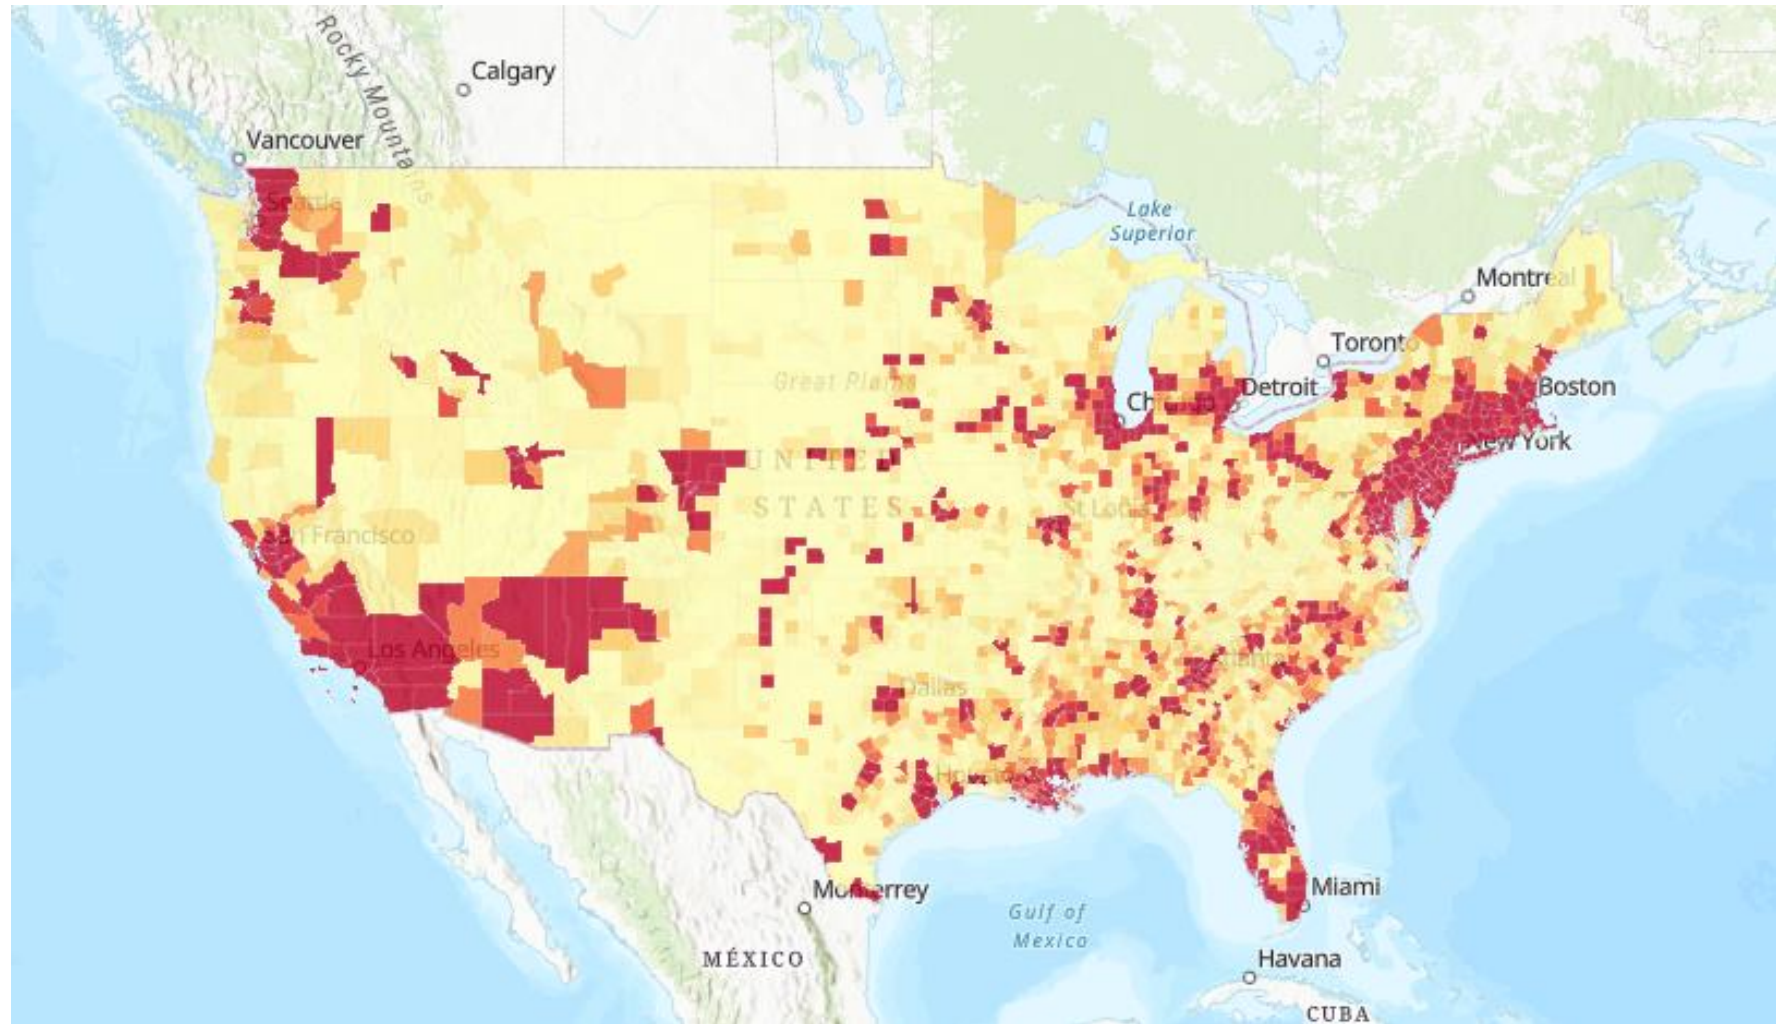 Rocky Mountains
Calgary
Vancouver
Seattle
Lake
Superior
Montreal
Toronto
Great Plains
Detroit
Boston
Chicago
New York
UNITED
STATES
St Louis
San Francisco
Los Angeles
Atlanta
Dallas
Houston
Monterrey
Miami
Gulf of
Mexico
MÉXICO
Havana
CUBA